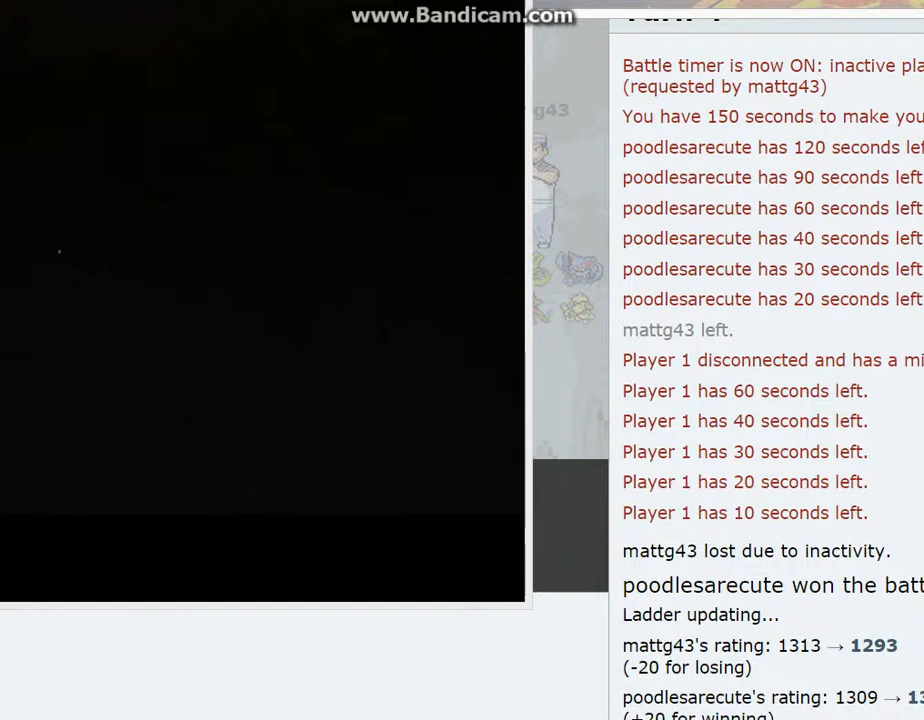 www.Bandicam.com
g43
Battle timer is now ON: inactive pla
(requested by mattg43)
You have 150 seconds to make you
poodlesarecute has 120 seconds lef
poodlesarecute has 90 seconds left
poodlesarecute has 60 seconds left
poodlesarecute has 40 seconds left
poodlesarecute has 30 seconds left
poodlesarecute has 20 seconds left
mattg43 left.
Player 1 disconnected and has a mi
Player 1 has 60 seconds left.
Player 1 has 40 seconds left.
Player 1 has 30 seconds left.
Player 1 has 20 seconds left.
Player 1 has 10 seconds left.
mattg43 lost due to inactivity.
poodlesarecute won the batt
Ladder updating...
mattg43's rating: 1313 → 1293
(-20 for losing)
poodlesarecute's rating: 1309 → 13
(+20 for winning)